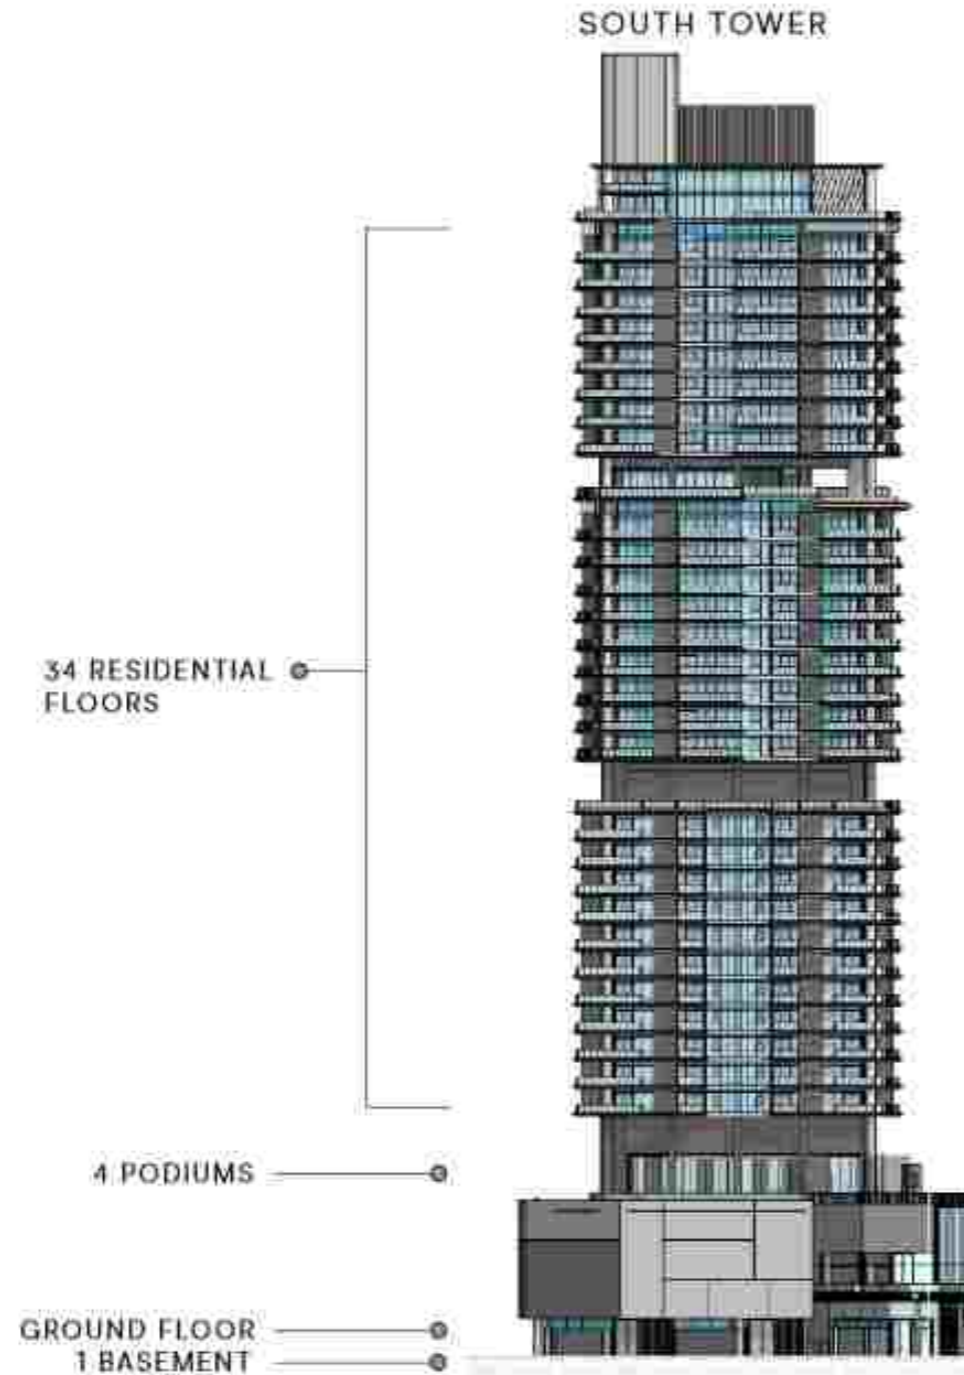 SOUTH TOWER
34 RESIDENTIAL
FLOORS
4 PODIUMS
GROUND FLOOR
1 BASEMENT